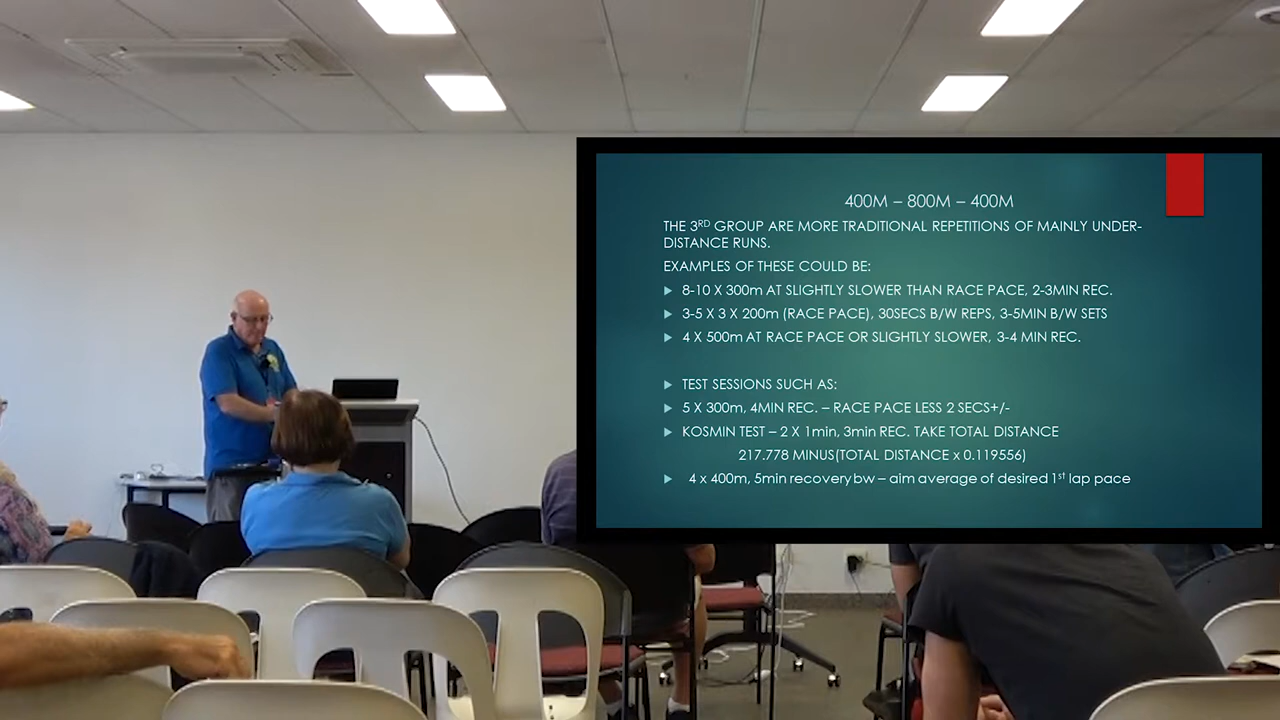 400M – 800M – 400M
THE 3RD GROUP ARE MORE TRADITIONAL REPETITIONS OF MAINLY UNDER-
DISTANCE RUNS.
EXAMPLES OF THESE COULD BE:
8-10 X 300m AT SLIGHTLY SLOWER THAN RACE PACE, 2-3MIN REC.
3-5 X 3 X 200m (RACE PACE), 30SECS B/W REPS, 3-5MIN B/W SETS
4 X 500m AT RACE PACE OR SLIGHTLY SLOWER, 3-4 MIN REC.
TEST SESSIONS SUCH AS:
5 X 300m, 4MIN REC. – RACE PACE LESS 2 SECS+/-
KOSMIN TEST – 2 X 1min, 3min REC. TAKE TOTAL DISTANCE
217.778 MINUS(TOTAL DISTANCE x 0.119556)
4 x 400m, 5min recovery bw – aim average of desired 1st lap pace